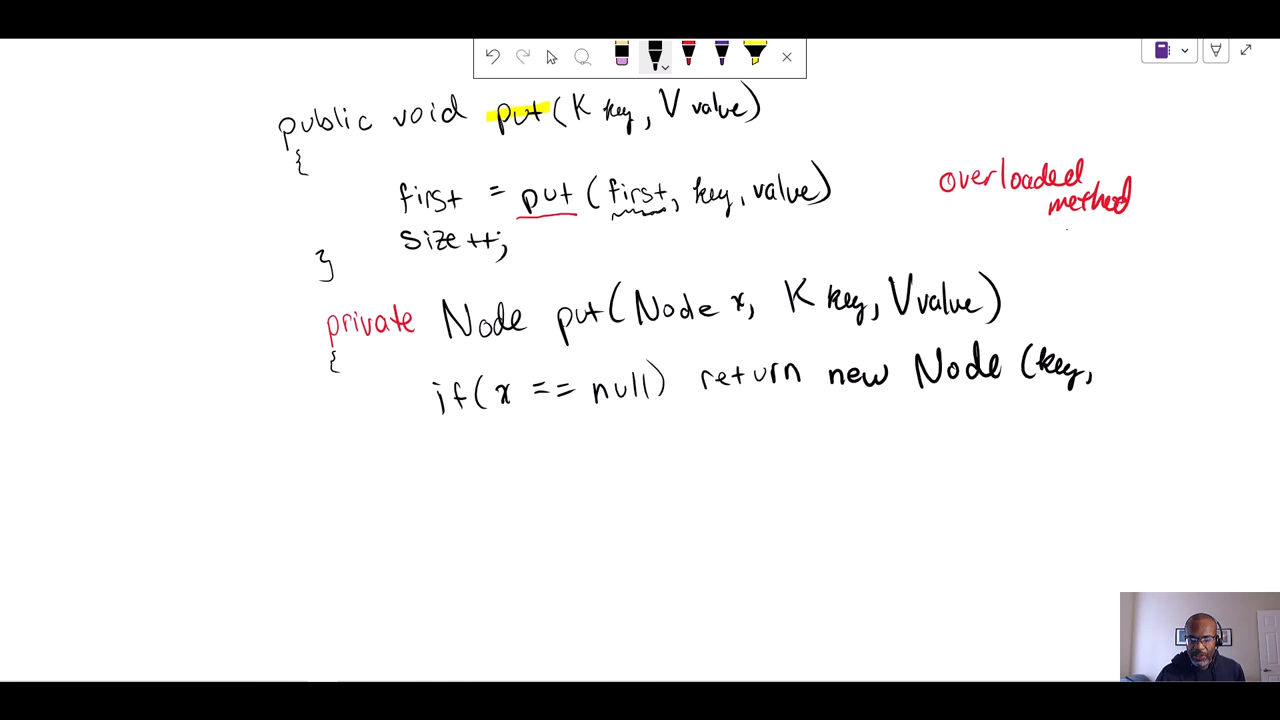 public void put(K key, V value)
{
first = put (first, key, value)
size++;
}
overloaded
method
private Node put(Node x, K key, V value)
{
if(x == null) return new Node (key,